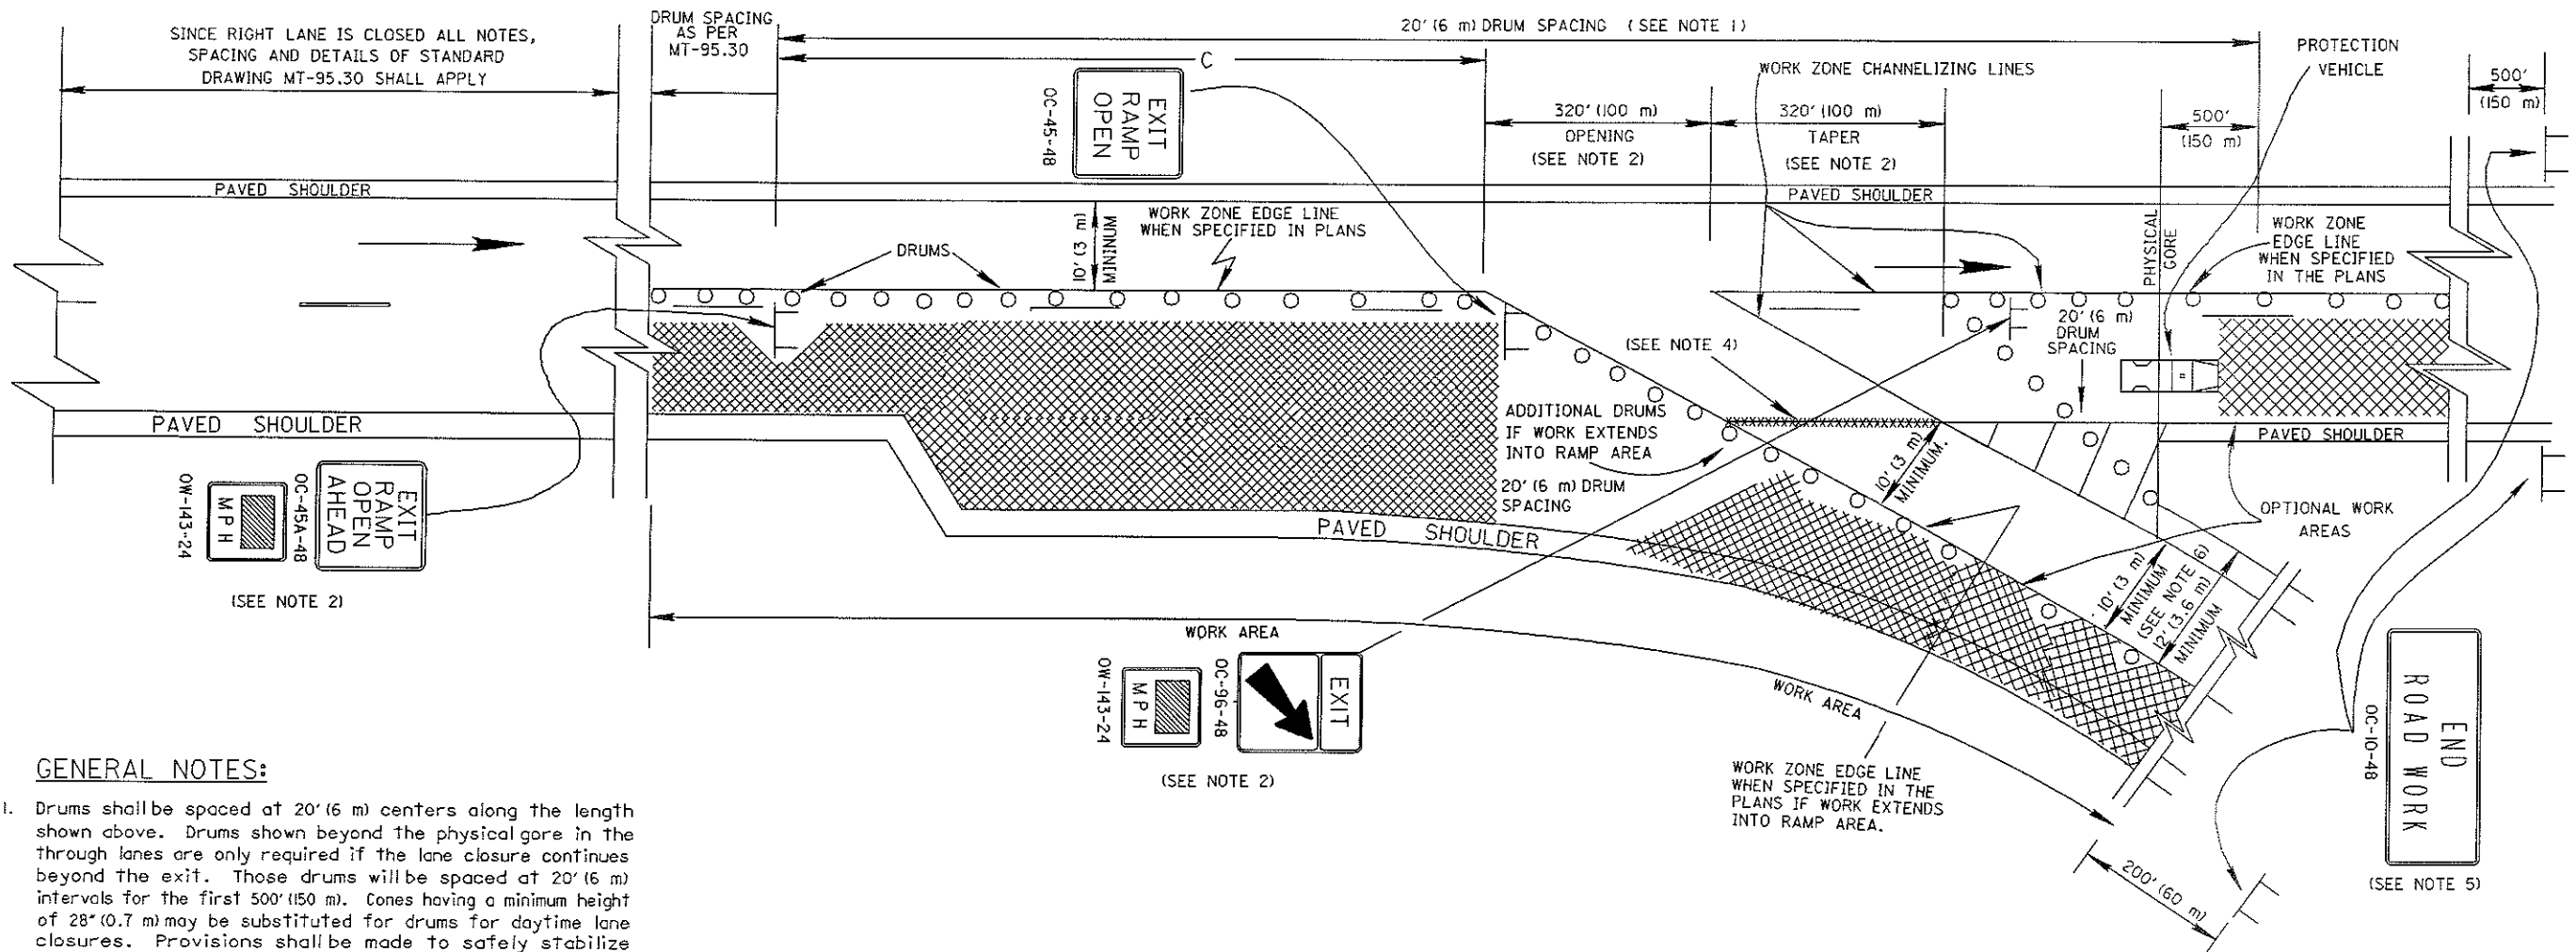 SINCE RIGHT LANE IS CLOSED ALL NOTES,
SPACING AND DETAILS OF STANDARD
DRAWING MT-95.30 SHALL APPLY
DRUM SPACING
AS PER
MT-95.30
20' (6 m) DRUM SPACING (SEE NOTE 1)
C
EXIT
RAMP
OPEN
OC-45-48
WORK ZONE CHANNELIZING LINES
320' (100 m)
OPENING
(SEE NOTE 2)
320' (100 m)
TAPER
(SEE NOTE 2)
PROTECTION
VEHICLE
500'
(150 m)
500'
(150 m)
PAVED SHOULDER
PAVED SHOULDER
10' (3 m)
MINIMUM
WORK ZONE EDGE LINE
WHEN SPECIFIED IN PLANS
DRUMS
PHYSICAL
GORE
WORK ZONE
EDGE LINE
WHEN SPECIFIED
IN THE PLANS
20' (6 m)
DRUM
SPACING
(SEE NOTE 4)
PAVED SHOULDER
ADDITIONAL DRUMS
IF WORK EXTENDS
INTO RAMP AREA
20' (6 m) DRUM
SPACING
10' (3 m)
MINIMUM.
PAVED SHOULDER
PAVED SHOULDER
OPTIONAL WORK
AREAS
10' (3 m)
MINIMUM
(SEE NOTE 6)
12' (3.6 m)
MINIMUM
EXIT
RAMP
OPEN
AHEAD
OC-45A-48
MPH
OW-143-24
(SEE NOTE 2)
WORK AREA
EXIT
OC-96-48
MPH
OW-143-24
(SEE NOTE 2)
WORK AREA
WORK ZONE EDGE LINE
WHEN SPECIFIED IN THE
PLANS IF WORK EXTENDS
INTO RAMP AREA.
END
ROAD WORK
OC-10-48
(SEE NOTE 5)
200' (60 m)
GENERAL NOTES:
1. Drums shall be spaced at 20' (6 m) centers along the length
shown above. Drums shown beyond the physical gore in the
through lanes are only required if the lane closure continues
beyond the exit. Those drums will be spaced at 20' (6 m)
intervals for the first 500' (150 m). Cones having a minimum height
of 28" (0.7 m) may be substituted for drums for daytime lane
closures. Provisions shall be made to safely stabilize